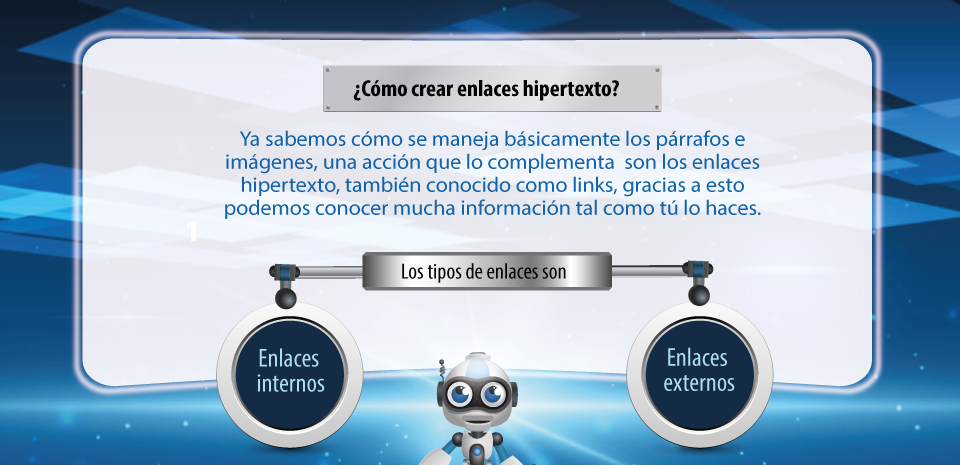 ¿Cómo crear enlaces hipertexto?
Ya sabemos cómo se maneja básicamente los párrafos e
imágenes, una acción que lo complementa son los enlaces
hipertexto, también conocido como links, gracias a esto
podemos conocer mucha información tal como tú lo haces.
1
Los tipos de enlaces son
Enlaces
internos
Enlaces
externos